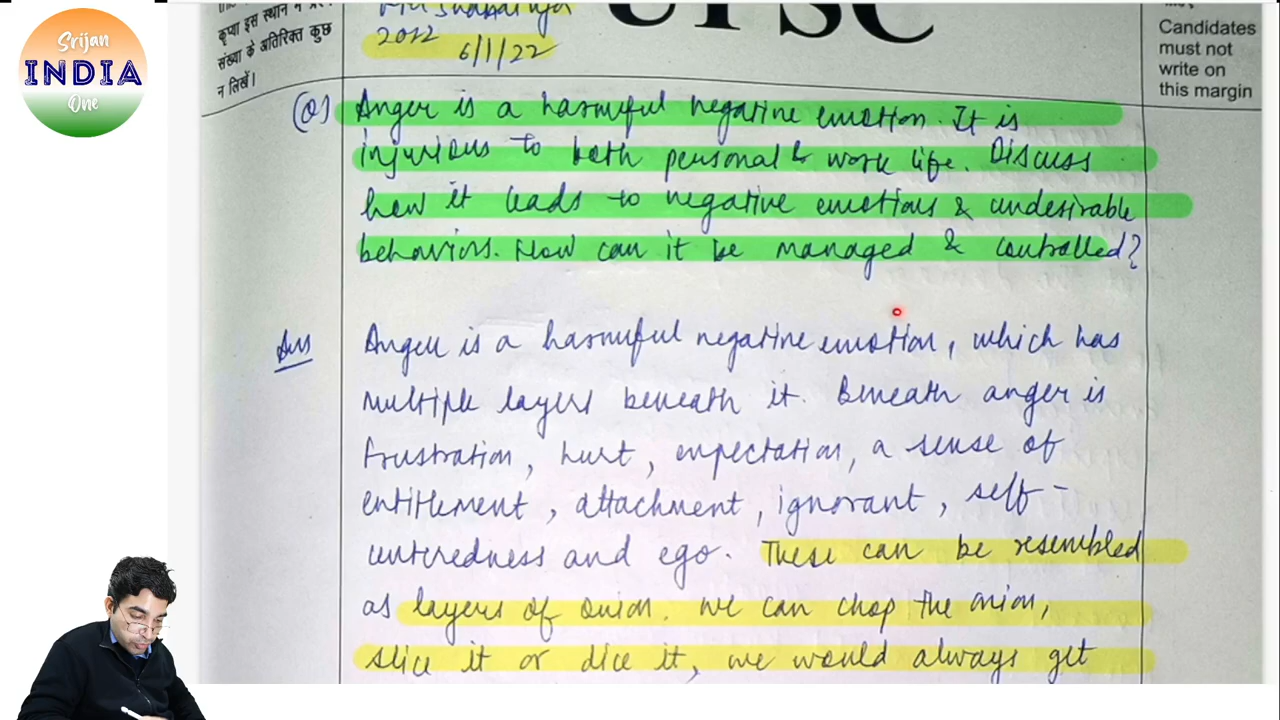 Srijan
INDIA
One
कृप्या इस स्थान में प्रश्न
संख्या के अतिरिक्त कुछ
न लिखें।
2022
6/1/22
UPSC
Candidates
must not
write on
this margin
(Q) Anger is a harmful negative emotion. It is
injurious to both personal & work life. Discuss
how it leads to negative emotions & undesirable
behaviors. How can it be managed & controlled?
Ans
Anger is a harmful negative emotion, which has
multiple layers beneath it. Beneath anger is
frustration, hurt, expectation, a sense of
entitlement, attachment, ignorant, self-
centredness and ego. These can be resembled
as layers of onion. We can chop the onion,
slice it or dice it, we would always get